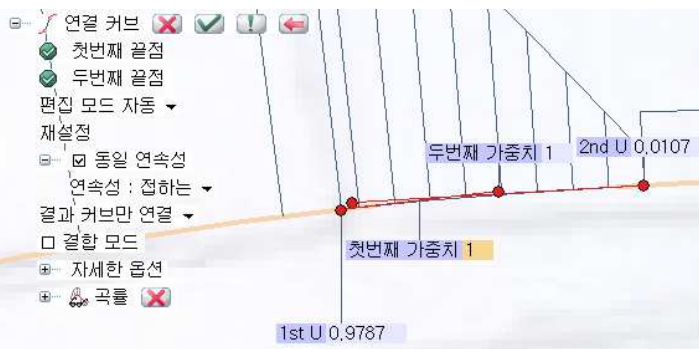 연결 커브
첫번째 끝점
두번째 끝점
편집 모드 자동
재설정
동일 연속성
연속성 : 접하는
결과 커브만 연결
결합 모드
자세한 옵션
곡률
두번째 가중치 1
2nd U 0,0107
첫번째 가중치 1
1st U 0,9787